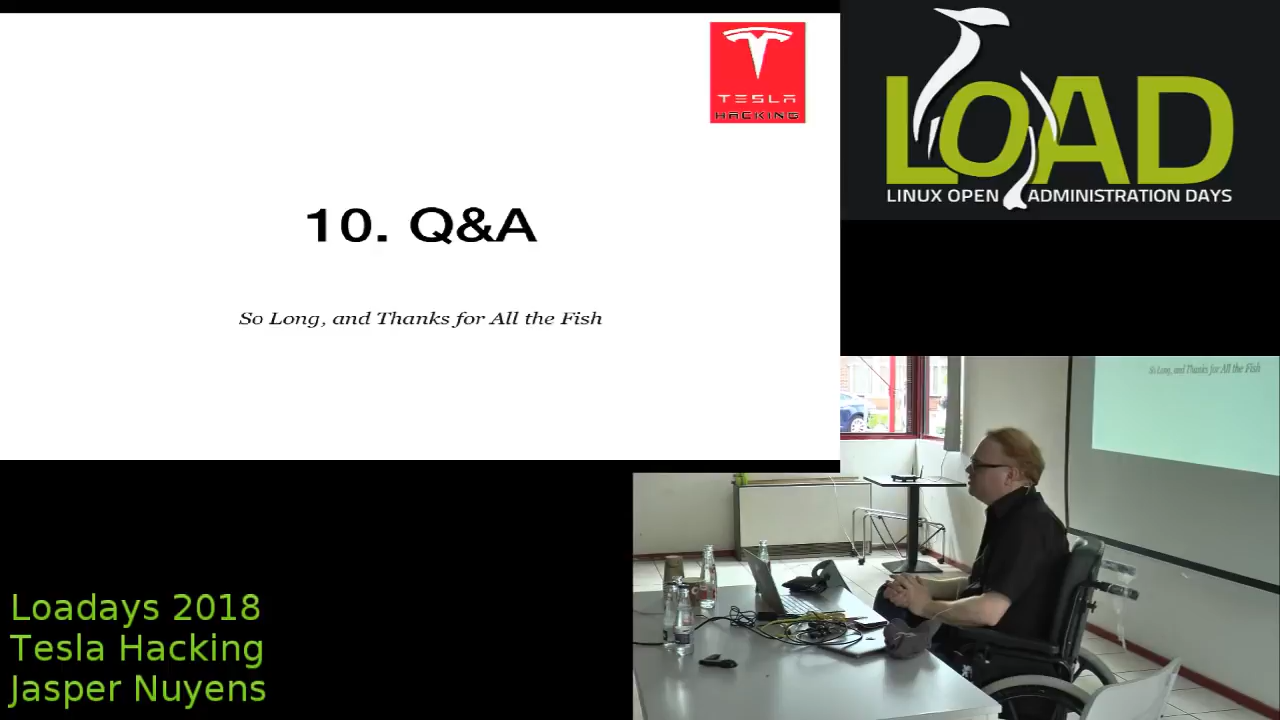 TESLA
HACKING
10. Q&A
So Long, and Thanks for All the Fish
LOAD
LINUX OPEN ADMINISTRATION DAYS
So Long, and Thanks for All the Fish
Loadays 2018
Tesla Hacking
Jasper Nuyens